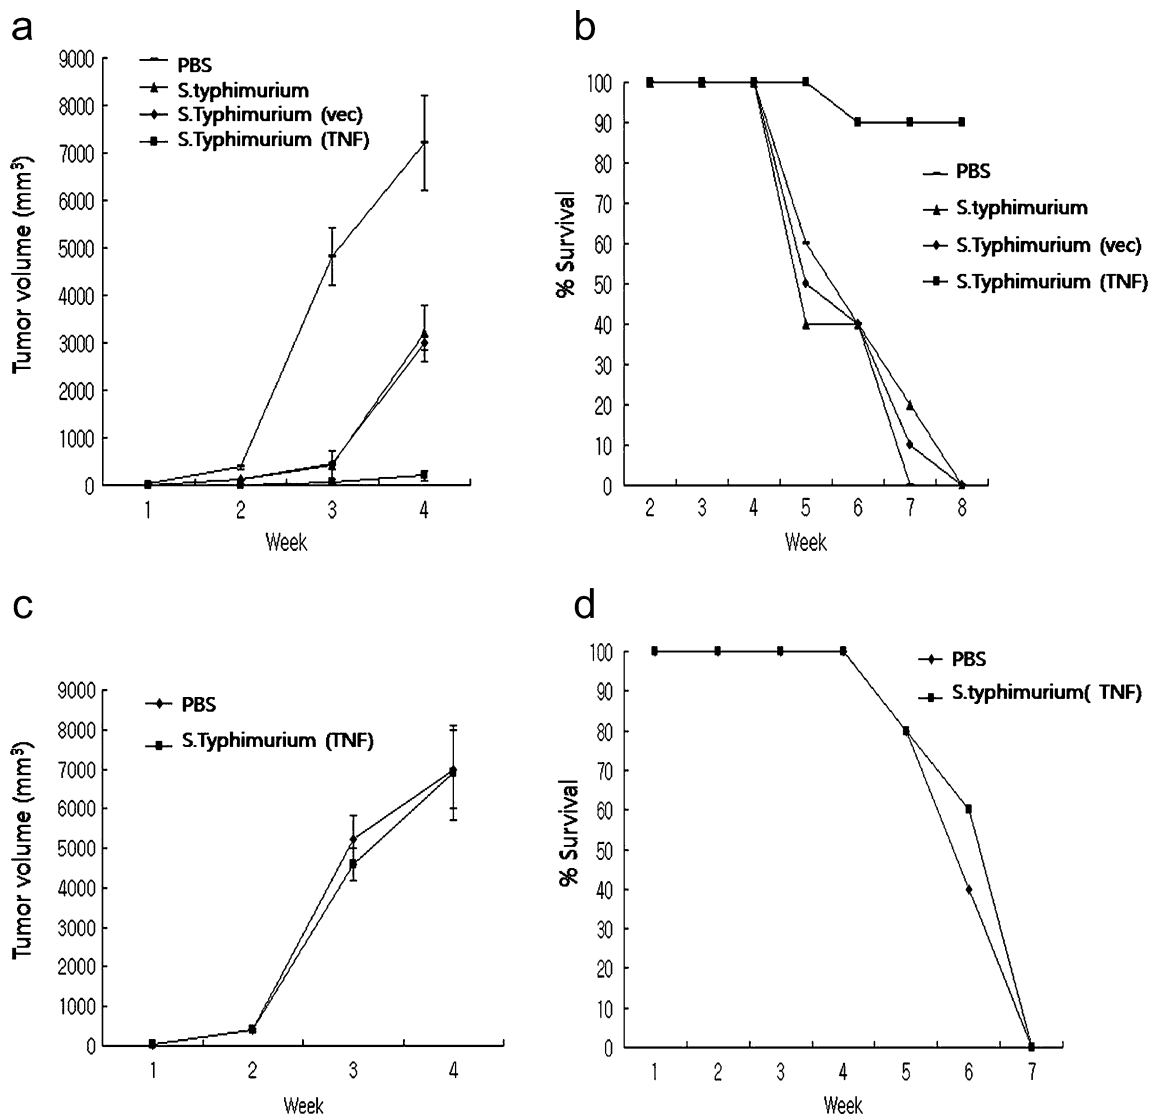 a
Tumor volume (mm³)
9000
8000
7000
6000
5000
4000
3000
2000
1000
0
PBS
S.typhimurium
S.Typhimurium (vec)
S.Typhimurium (TNF)
1 2 3 4
Week
b
% Survival
100
90
80
70
60
50
40
30
20
10
0
PBS
S.typhimurium
S.Typhimurium (vec)
S.Typhimurium (TNF)
2 3 4 5 6 7 8
Week
c
Tumor volume (mm³)
9000
8000
7000
6000
5000
4000
3000
2000
1000
0
PBS
S.Typhimurium (TNF)
1 2 3 4
Week
d
% Survival
100
90
80
70
60
50
40
30
20
10
0
PBS
S.typhimurium( TNF)
1 2 3 4 5 6 7
Week